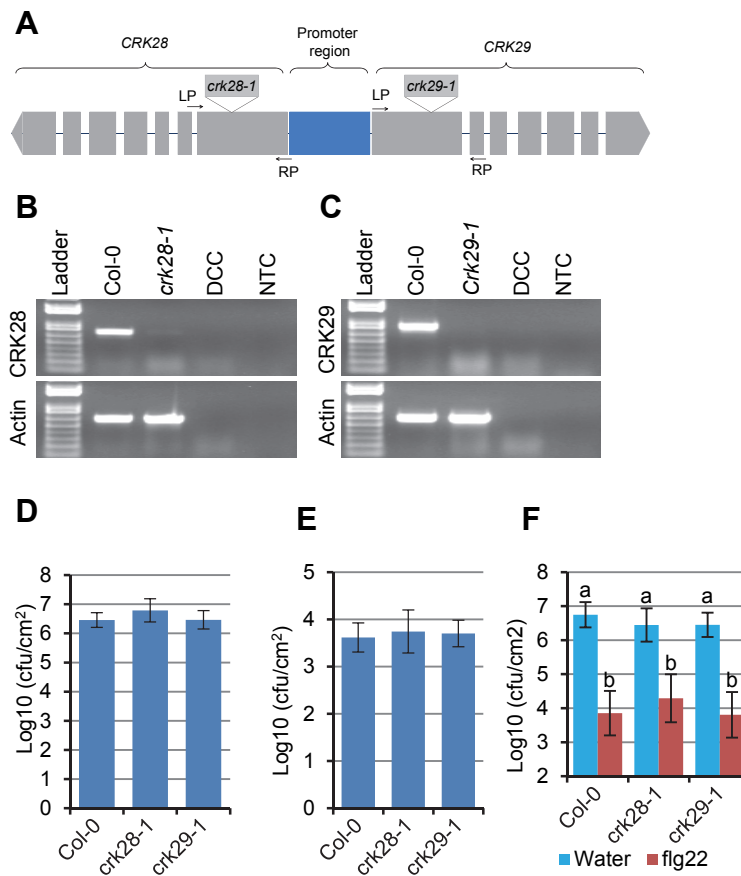 A
CRK28
Promoter
region
CRK29
LP
crk28-1
LP
crk29-1
RP
RP
B
Ladder
Col-0
crk28-1
DCC
NTC
CRK28
Actin
C
Ladder
Col-0
Crk29-1
DCC
NTC
CRK29
Actin
D
Log10 (cfu/cm2)
8
7
6
5
4
3
2
1
0
Col-0
crk28-1
crk29-1
E
Log10 (cfu/cm2)
5
4
3
2
1
0
Col-0
crk28-1
crk29-1
F
Log10 (cfu/cm2)
8
7
6
5
4
3
2
a
b
a
b
a
b
Col-0
crk28-1
crk29-1
Water
flg22